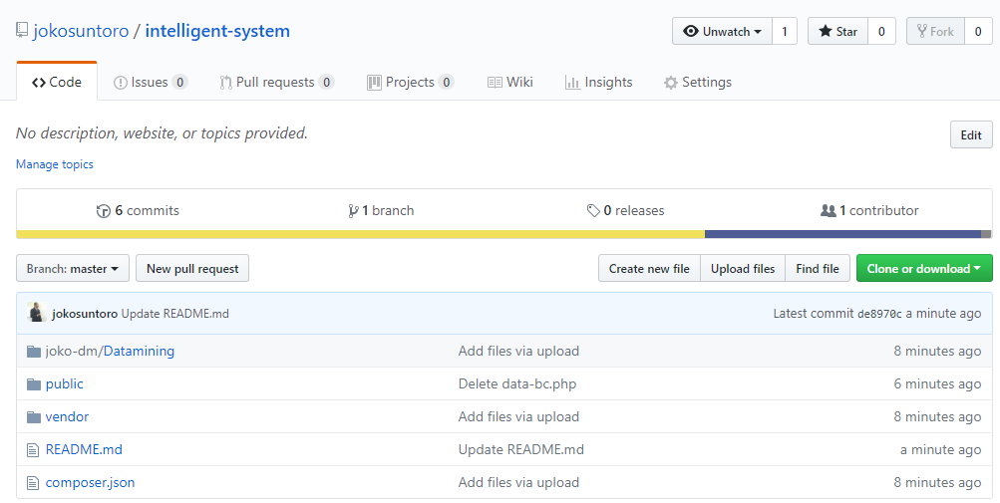 jokosuntoro / intelligent-system
Unwatch 1 Star 0 Fork 0
Code Issues 0 Pull requests 0 Projects 0 Wiki Insights Settings
No description, website, or topics provided.
Edit
Manage topics
6 commits 1 branch 0 releases 1 contributor
Branch: master New pull request Create new file Upload files Find file Clone or download
jokosuntoro Update README.md Latest commit de8970c a minute ago
joko-dm/Datamining Add files via upload 8 minutes ago
public Delete data-bc.php 6 minutes ago
vendor Add files via upload 8 minutes ago
README.md Update README.md a minute ago
composer.json Add files via upload 8 minutes ago